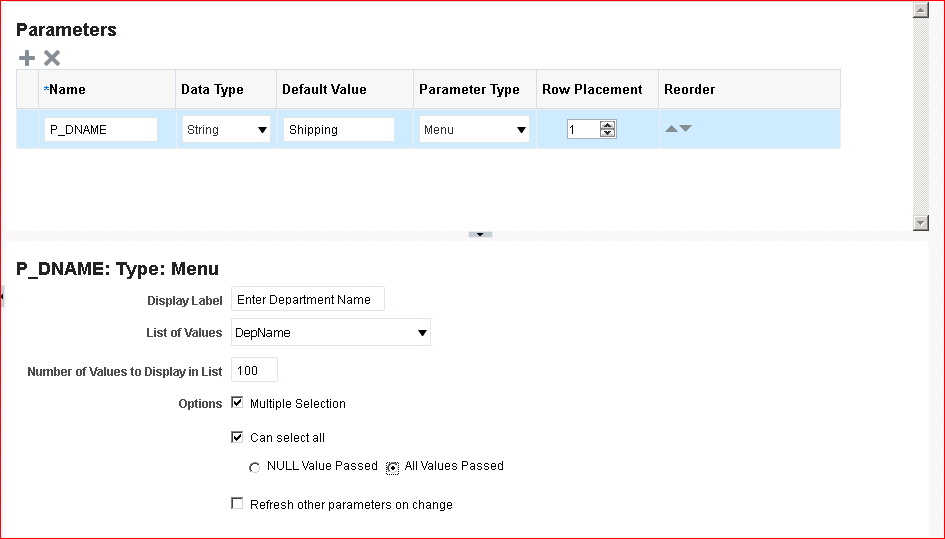 Parameters
*Name Data Type Default Value Parameter Type Row Placement Reorder
P_DNAME String Shipping Menu 1
P_DNAME: Type: Menu
Display Label Enter Department Name
List of Values DepName
Number of Values to Display in List 100
Options Multiple Selection
Can select all
NULL Value Passed All Values Passed
Refresh other parameters on change